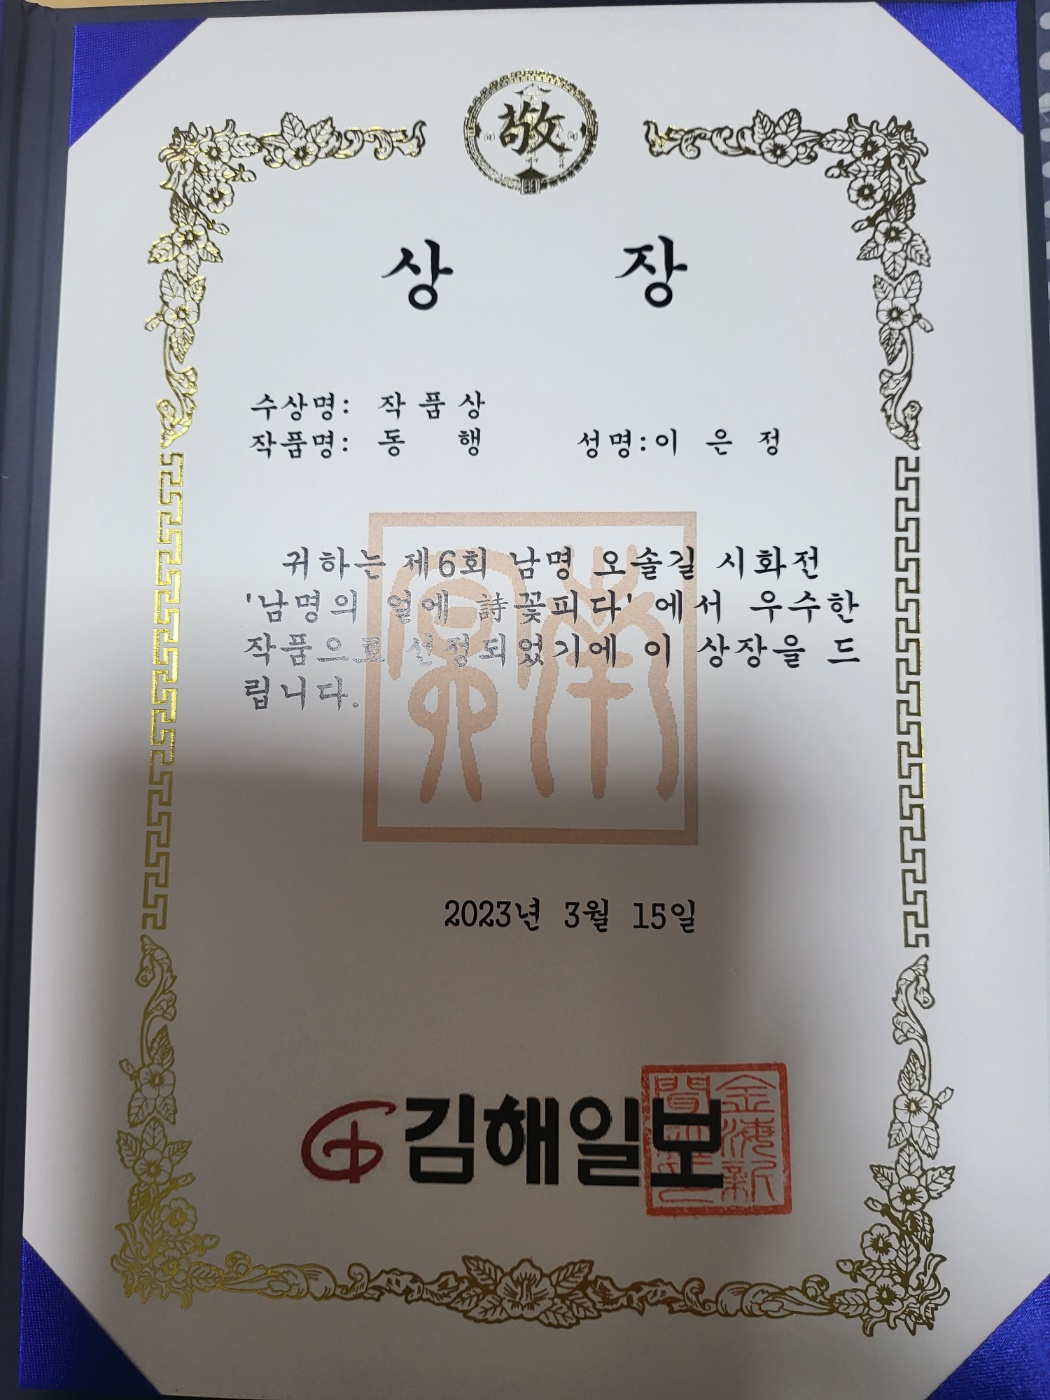 敬
상 장
수상명: 작 품 상
작품명: 동 행 성명:이 은 정
귀하는 제6회 남명 오솔길 시화전
'남명의 얼에 詩꽃피다' 에서 우수한
작품으로 선정되었기에 이 상장을 드
립니다.
2023년 3월 15일
김해일보
金海新
聞